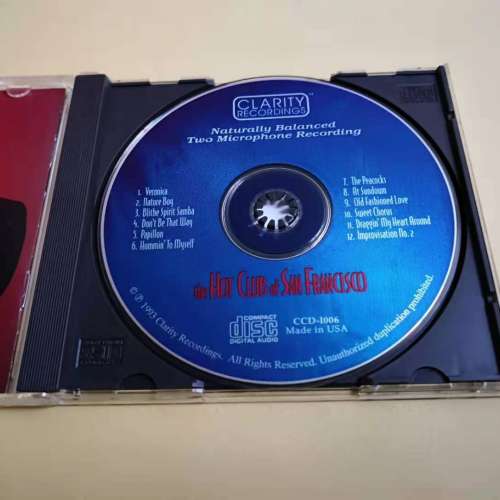 CLARITY
RECORDINGS
Naturally Balanced
Two Microphone Recording
1. Veronica
2. Nature Boy
3. Blithe Spirit Samba
4. Don't Be That Way
5. Papillon
6. Hummin' To Myself
7. The Peacocks
8. At Sundown
9. Old Fashioned Love
10. Sweet Chorus
11. Draggin' My Heart Around
12. Improvisation No. 2
the HOT CLUB of SAN FRANCISCO
COMPACT
disc
DIGITAL AUDIO
CCD-1006
Made in USA
© ℗ 1993 Clarity Recordings. All Rights Reserved. Unauthorized duplication prohibited.